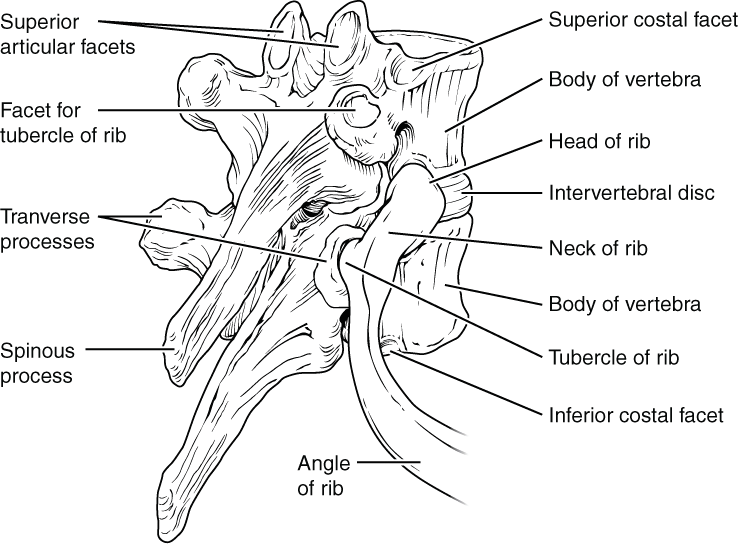 Superior
articular facets
Facet for
tubercle of rib
Tranverse
processes
Spinous
process
Angle
of rib
Superior costal facet
Body of vertebra
Head of rib
Intervertebral disc
Neck of rib
Body of vertebra
Tubercle of rib
Inferior costal facet